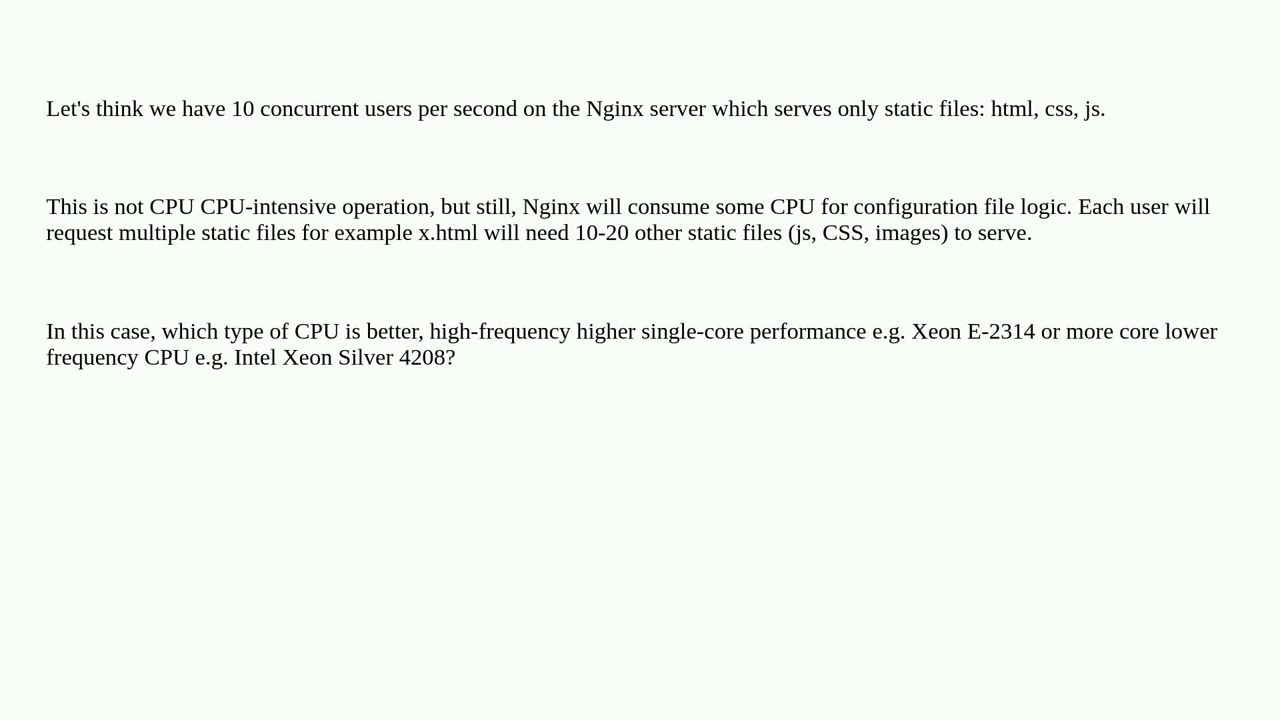 Let's think we have 10 concurrent users per second on the Nginx server which serves only static files: html, css, js.
This is not CPU CPU-intensive operation, but still, Nginx will consume some CPU for configuration file logic. Each user will
request multiple static files for example x.html will need 10-20 other static files (js, CSS, images) to serve.
In this case, which type of CPU is better, high-frequency higher single-core performance e.g. Xeon E-2314 or more core lower
frequency CPU e.g. Intel Xeon Silver 4208?